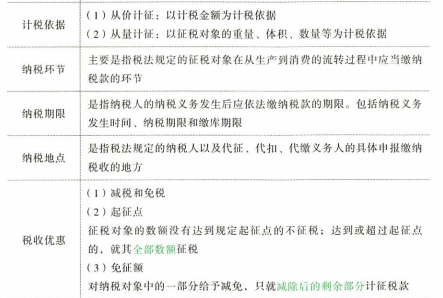 计税依据
（1）从价计征：以计税金额为计税依据
（2）从量计征：以征税对象的重量、体积、数量等为计税依据
纳税环节
主要是指税法规定的征税对象在从生产到消费的流转过程中应当缴纳
税款的环节
纳税期限
是指纳税人的纳税义务发生后应依法缴纳税款的期限。包括纳税义务
发生时间、纳税期限和缴库期限
纳税地点
是指税法规定的纳税人以及代征、代扣、代缴义务人的具体申报缴纳
税收的地方
税收优惠
（1）减税和免税
（2）起征点
征税对象的数额没有达到规定起征点的不征税；达到或超过起征点
的，就其全部数额征税
（3）免征额
对纳税对象中的一部分给予减免，只就减除后的剩余部分计征税款